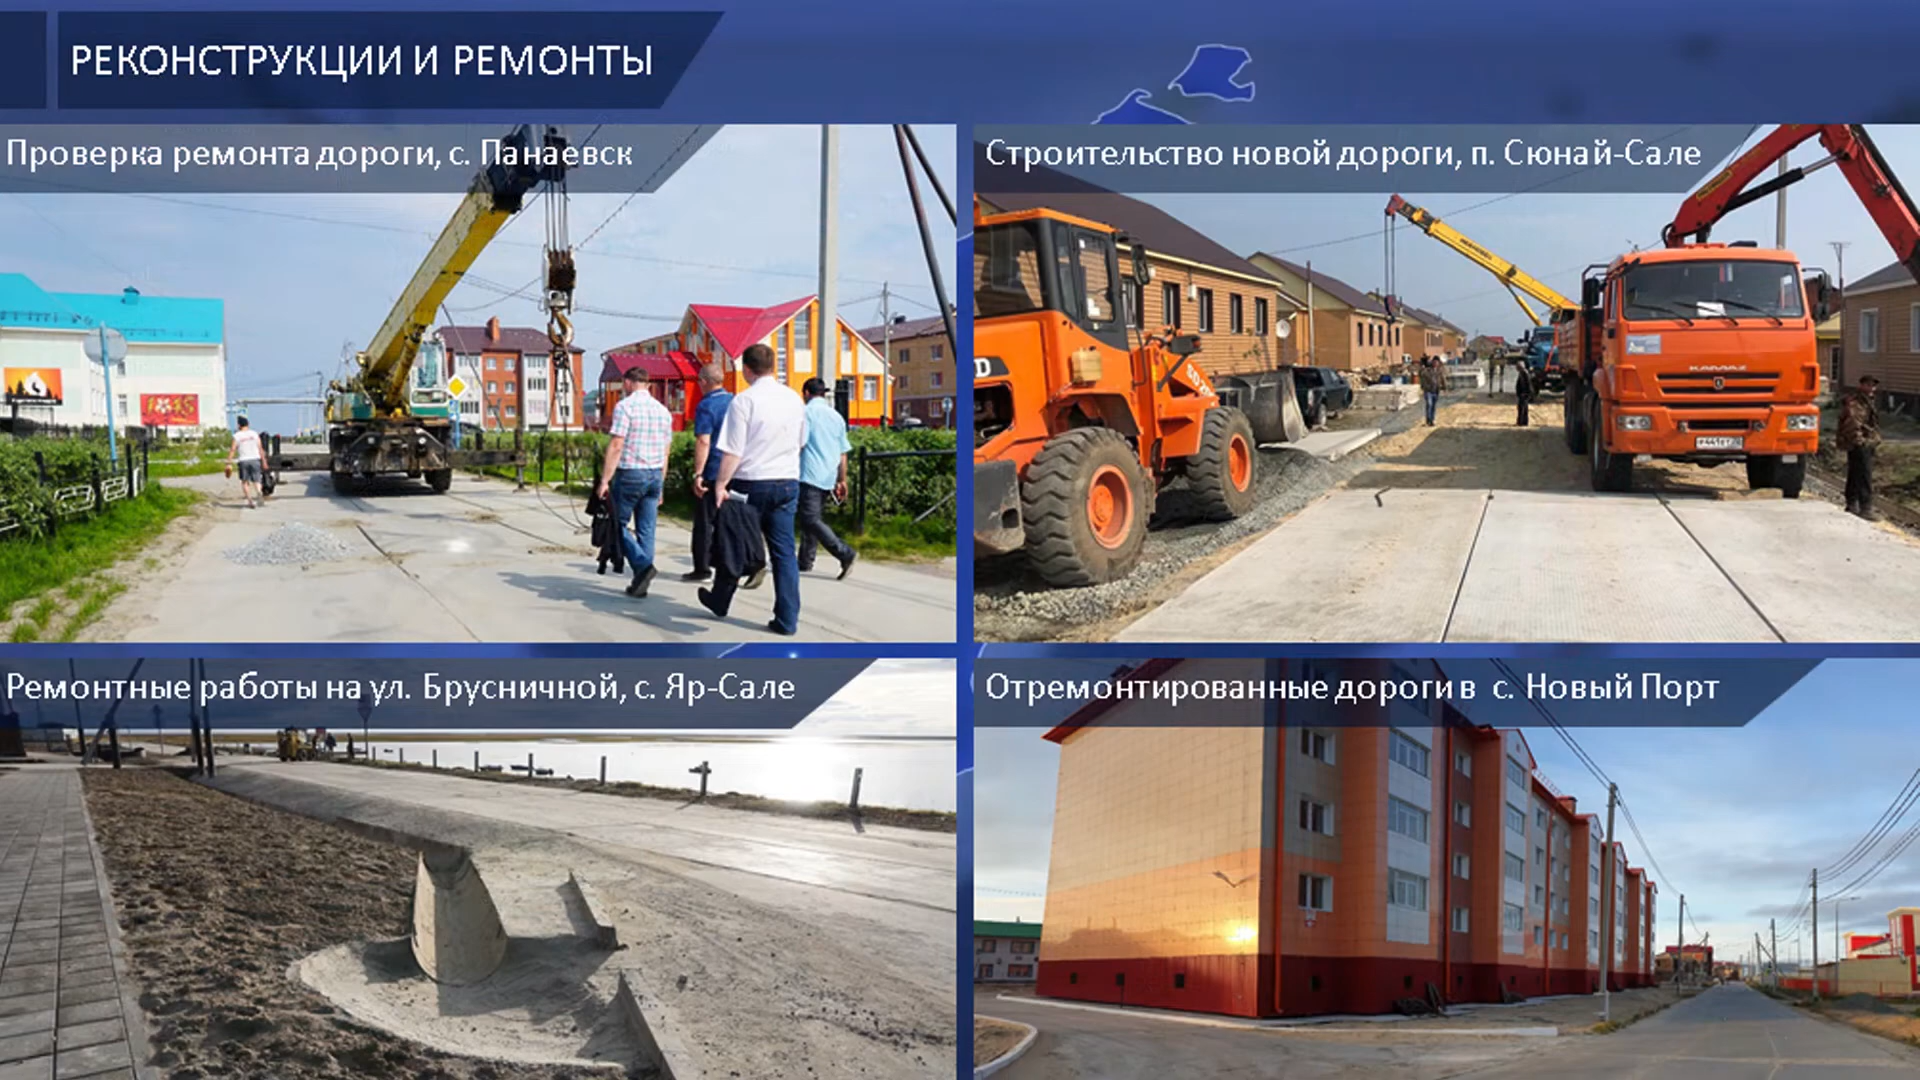 РЕКОНСТРУКЦИИ И РЕМОНТЫ
Проверка ремонта дороги, с. Панаевск
Строительство новой дороги, п. Сюнай-Сале
КАМАЗ
Ремонтные работы на ул. Брусничной, с. Яр-Сале
Отремонтированные дороги в с. Новый Порт